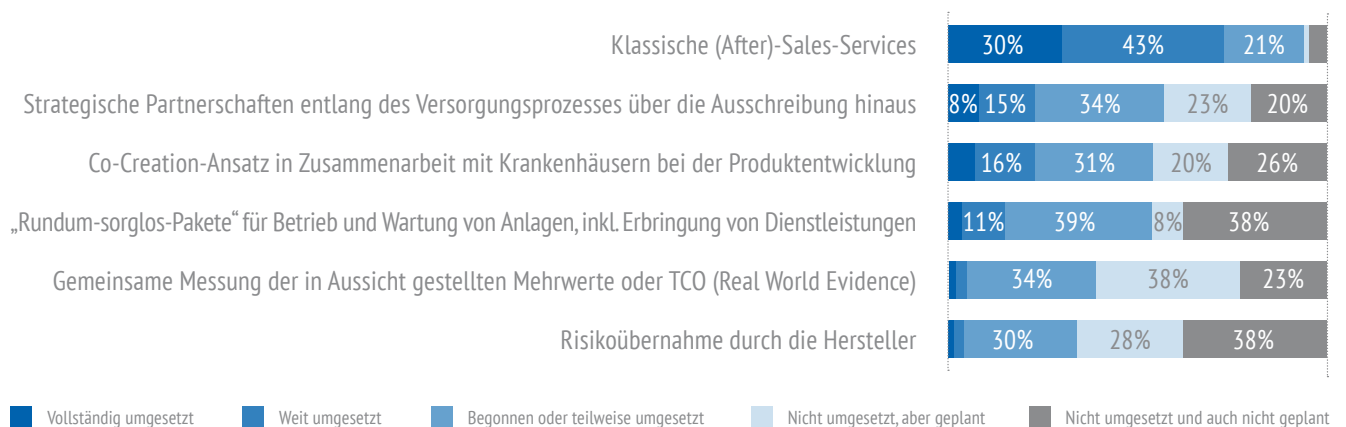 Klassische (After)-Sales-Services 30% 43% 21%
Strategische Partnerschaften entlang des Versorgungsprozesses über die Ausschreibung hinaus 8% 15% 34% 23% 20%
Co-Creation-Ansatz in Zusammenarbeit mit Krankenhäusern bei der Produktentwicklung 16% 31% 20% 26%
„Rundum-sorglos-Pakete“ für Betrieb und Wartung von Anlagen, inkl. Erbringung von Dienstleistungen 11% 39% 8% 38%
Gemeinsame Messung der in Aussicht gestellten Mehrwerte oder TCO (Real World Evidence) 34% 38% 23%
Risikoübernahme durch die Hersteller 30% 28% 38%
Vollständig umgesetzt Weit umgesetzt Begonnen oder teilweise umgesetzt Nicht umgesetzt, aber geplant Nicht umgesetzt und auch nicht geplant